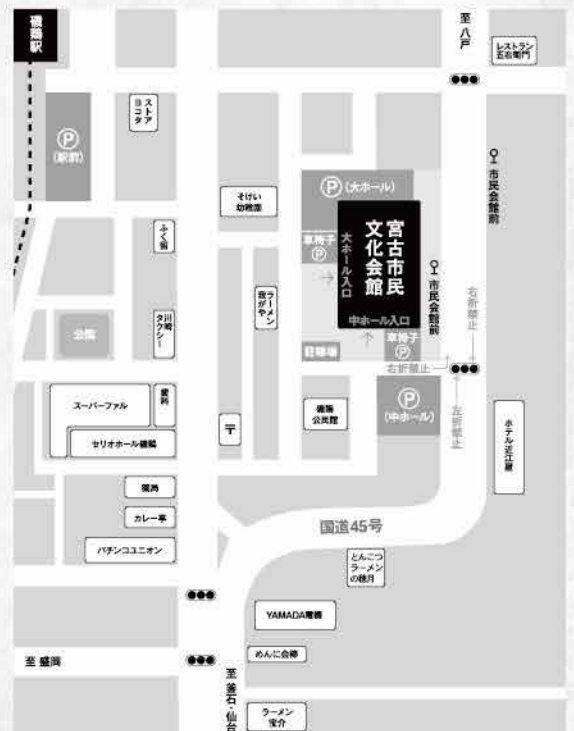 磯鶏駅
至 八戸
レストラン
五右衛門
ストア
ヨコタ
P
(駅前)
市民会館前
そけい
幼稚園
P (大ホール)
車椅子
P
大ホール入口
宮古市民
文化会館
市民会館前
ふく留
ラーメン
我がや
川崎
タクシー
公園
中ホール入口
右折禁止
駐輪場
車椅子
P
右折禁止
スーパーファル
歯科
セリオホール磯鶏
〒
磯鶏
公民館
P
(中ホール)
左折禁止
ホテル近江屋
薬局
カレー亭
パチンコユニオン
国道45号
とんこつ
ラーメン
の穂月
YAMADA電機
めんに会勝
至 盛岡
至 釜石・仙台
ラーメン
宝介